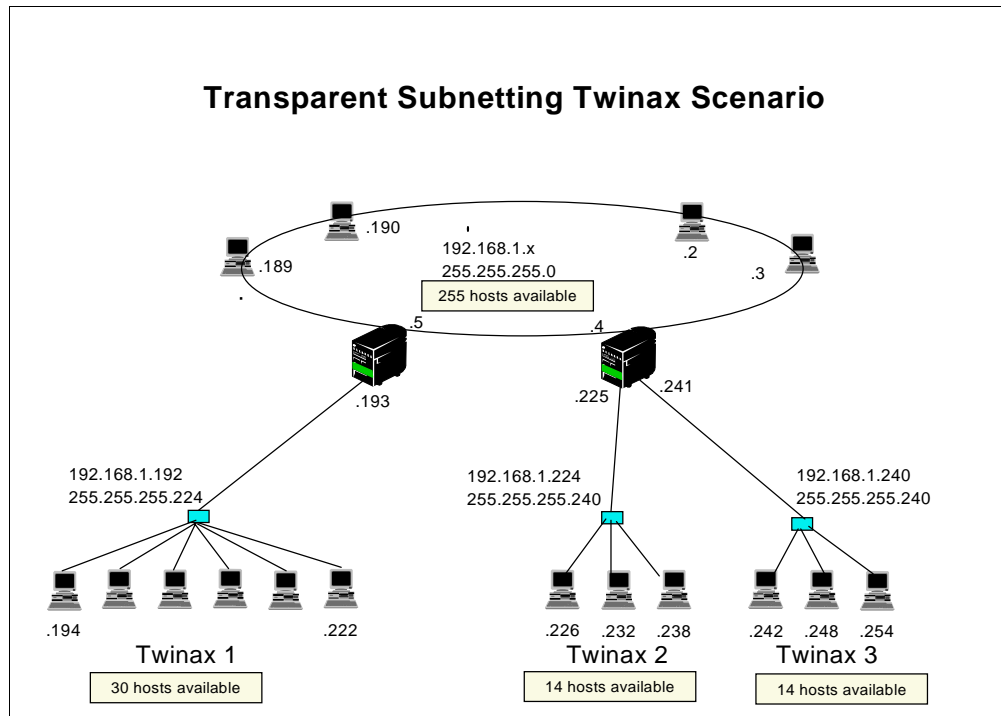 Transparent Subnetting Twinax Scenario
.190
.2
.189
192.168.1.x
255.255.255.0
.3
255 hosts available
.5
.4
.193
.225
.241
192.168.1.192
255.255.255.224
192.168.1.224
255.255.255.240
192.168.1.240
255.255.255.240
.194
.222
.226
.232
.238
.242
.248
.254
Twinax 1
Twinax 2
Twinax 3
30 hosts available
14 hosts available
14 hosts available